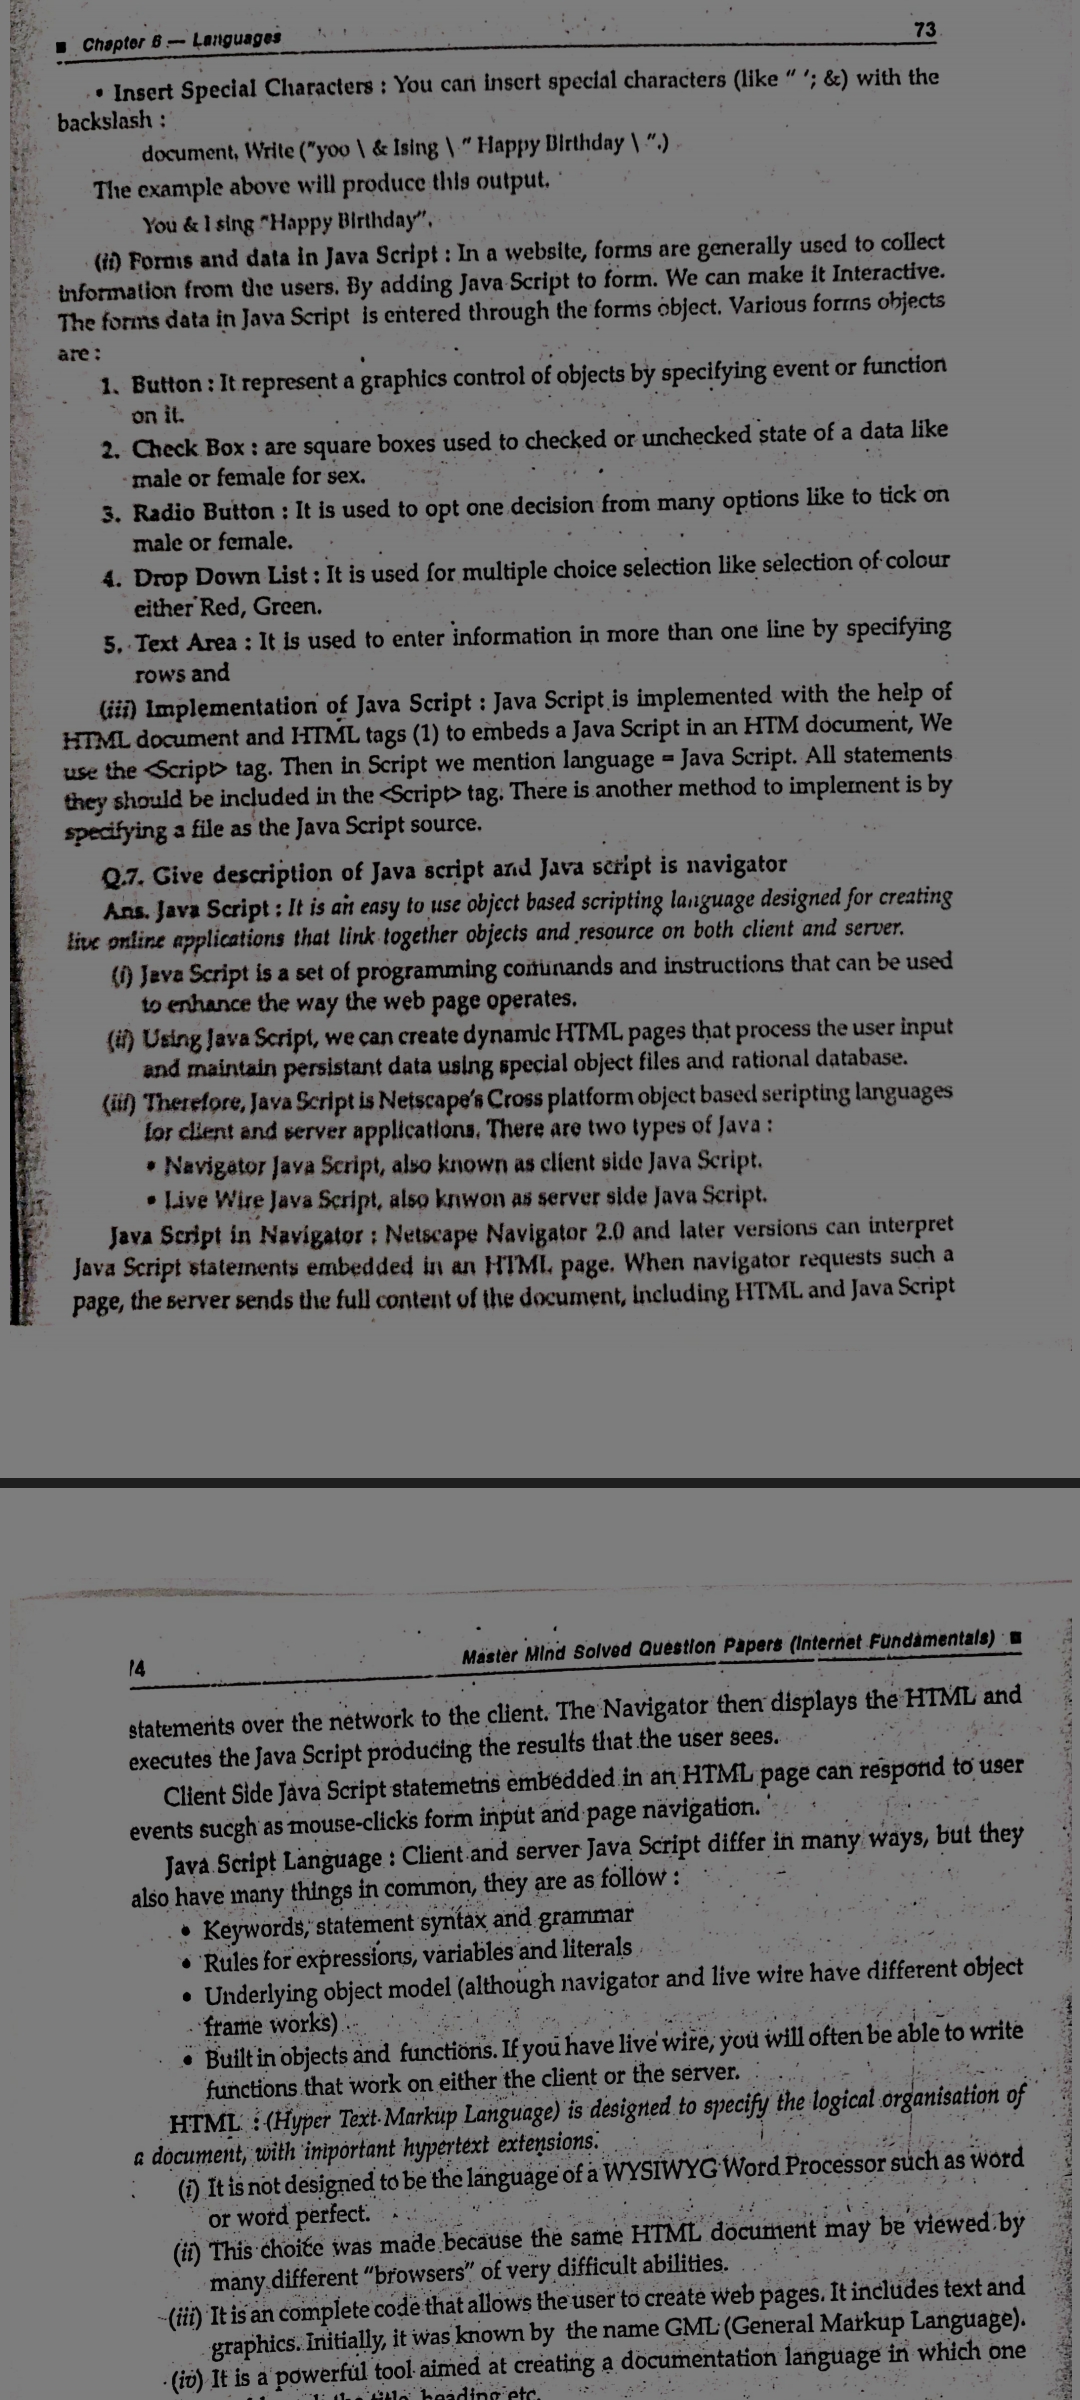 Chapter 6 — Languages 73
• Insert Special Characters : You can insert special characters (like " '; &) with the
backslash :
document, Write ("yoo \ & Ising \ " Happy Birthday \ ".)
The example above will produce this output.
You & I sing "Happy Birthday".
(ii) Forms and data in Java Script : In a website, forms are generally used to collect
information from the users. By adding Java Script to form. We can make it Interactive.
The forms data in Java Script is entered through the forms object. Various forms objects
are :
1. Button : It represent a graphics control of objects by specifying event or function
on it.
2. Check Box : are square boxes used to checked or unchecked state of a data like
male or female for sex.
3. Radio Button : It is used to opt one decision from many options like to tick on
male or female.
4. Drop Down List : It is used for multiple choice selection like selection of colour
either Red, Green.
5. Text Area : It is used to enter information in more than one line by specifying
rows and
(iii) Implementation of Java Script : Java Script is implemented with the help of
HTML document and HTML tags (1) to embeds a Java Script in an HTM document, We
use the <Script> tag. Then in Script we mention language = Java Script. All statements
they should be included in the <Script> tag. There is another method to implement is by
specifying a file as the Java Script source.
Q.7. Give description of Java script and Java script is navigator
Ans. Java Script : It is an easy to use object based scripting language designed for creating
live online applications that link together objects and resource on both client and server.
(i) Java Script is a set of programming commands and instructions that can be used
to enhance the way the web page operates.
(ii) Using Java Script, we can create dynamic HTML pages that process the user input
and maintain persistant data using special object files and rational database.
(iii) Therefore, Java Script is Netscape's Cross platform object based seripting languages
for client and server applications. There are two types of Java :
• Navigator Java Script, also known as client side Java Script.
• Live Wire Java Script, also knwon as server side Java Script.
Java Script in Navigator : Netscape Navigator 2.0 and later versions can interpret
Java Script statements embedded in an HTML page. When navigator requests such a
page, the server sends the full content of the document, including HTML and Java Script
74 Master Mind Solved Question Papers (Internet Fundamentals)
statements over the network to the client. The Navigator then displays the HTML and
executes the Java Script producing the results that the user sees.
Client Side Java Script statemetns embedded in an HTML page can respond to user
events sucgh as mouse-clicks form input and page navigation.
Java Script Language : Client and server Java Script differ in many ways, but they
also have many things in common, they are as follow :
• Keywords, statement syntax and grammar
• Rules for expressions, variables and literals
• Underlying object model (although navigator and live wire have different object
frame works)
• Built in objects and functions. If you have live wire, you will often be able to write
functions that work on either the client or the server.
HTML : (Hyper Text Markup Language) is designed to specify the logical organisation of
a document, with important hypertext extensions.
(i) It is not designed to be the language of a WYSIWYG Word Processor such as word
or word perfect.
(ii) This choice was made because the same HTML document may be viewed by
many different "browsers" of very difficult abilities.
(iii) It is an complete code that allows the user to create web pages. It includes text and
graphics. Initially, it was known by the name GML (General Markup Language).
(iv) It is a powerful tool aimed at creating a documentation language in which one
title, heading etc.